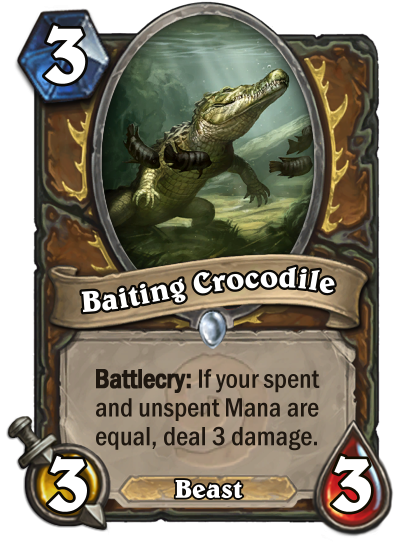 3
Baiting Crocodile
Battlecry: If your spent
and unspent Mana are
equal, deal 3 damage.
3
Beast
3